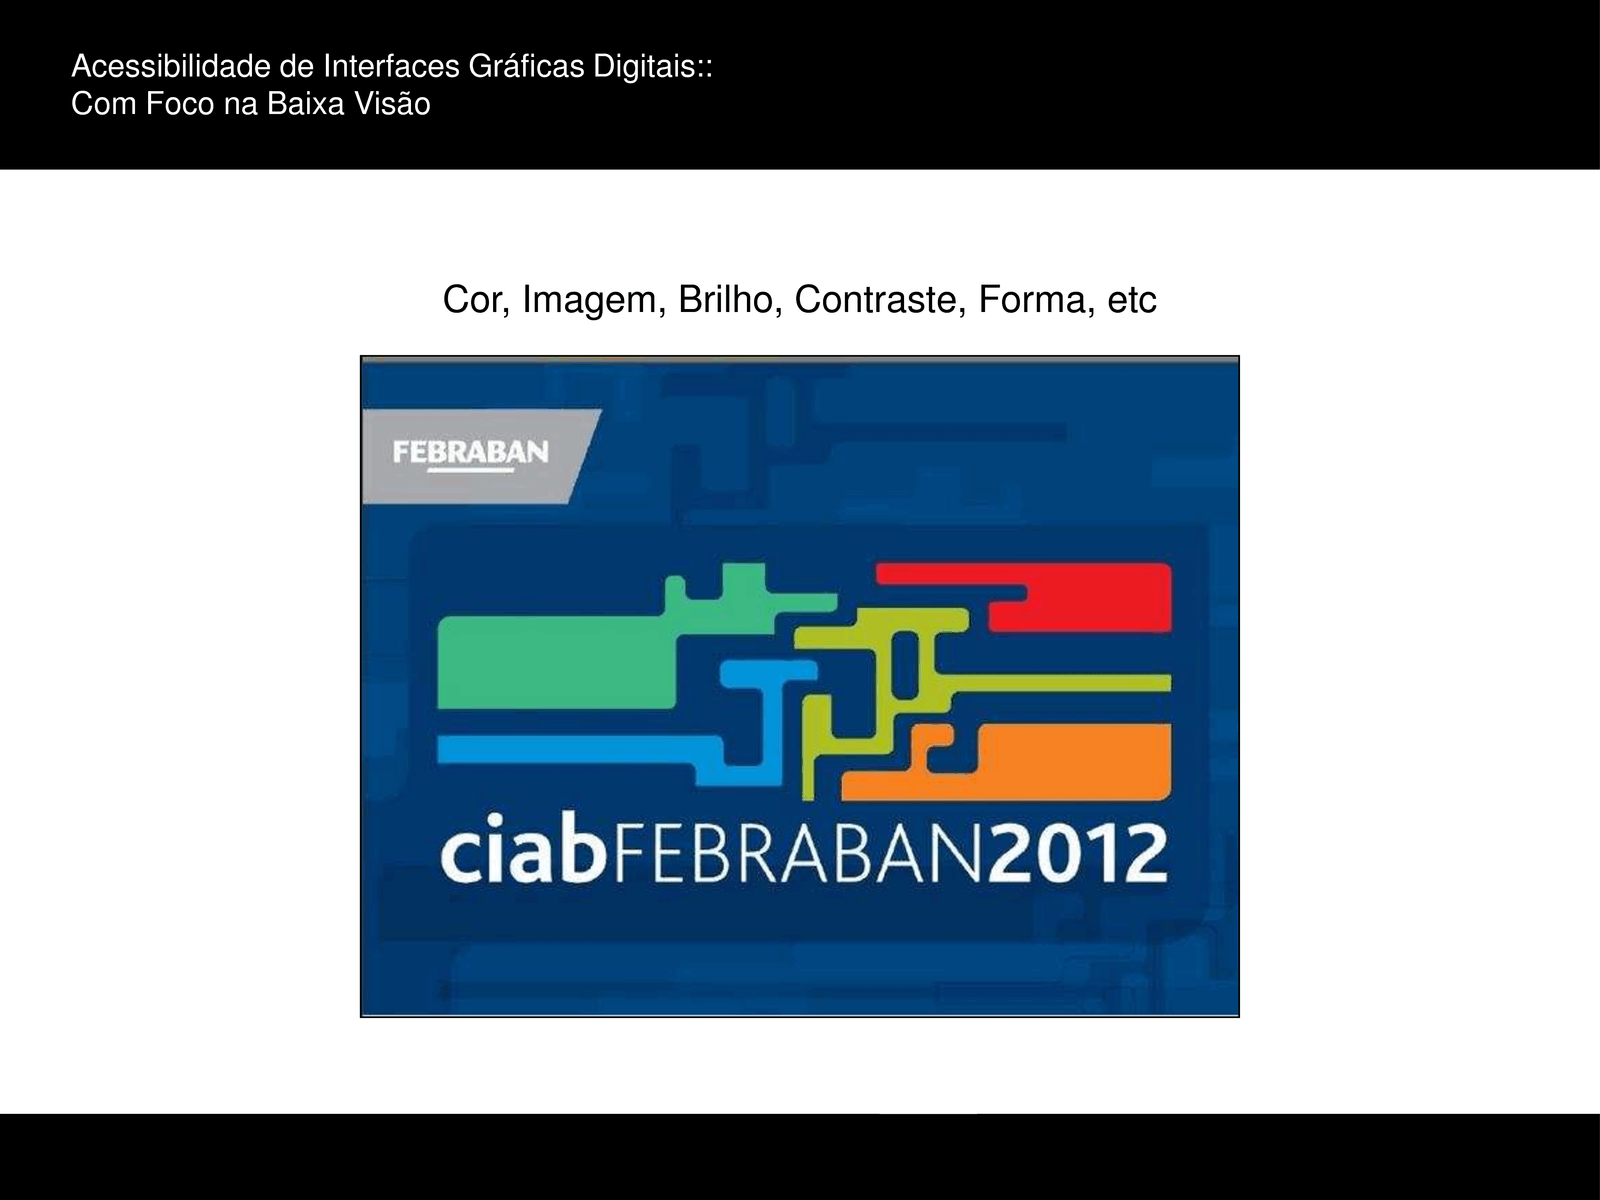 Acessibilidade de Interfaces Gráficas Digitais::
Com Foco na Baixa Visão
Cor, Imagem, Brilho, Contraste, Forma, etc
FEBRABAN
ciabFEBRABAN2012